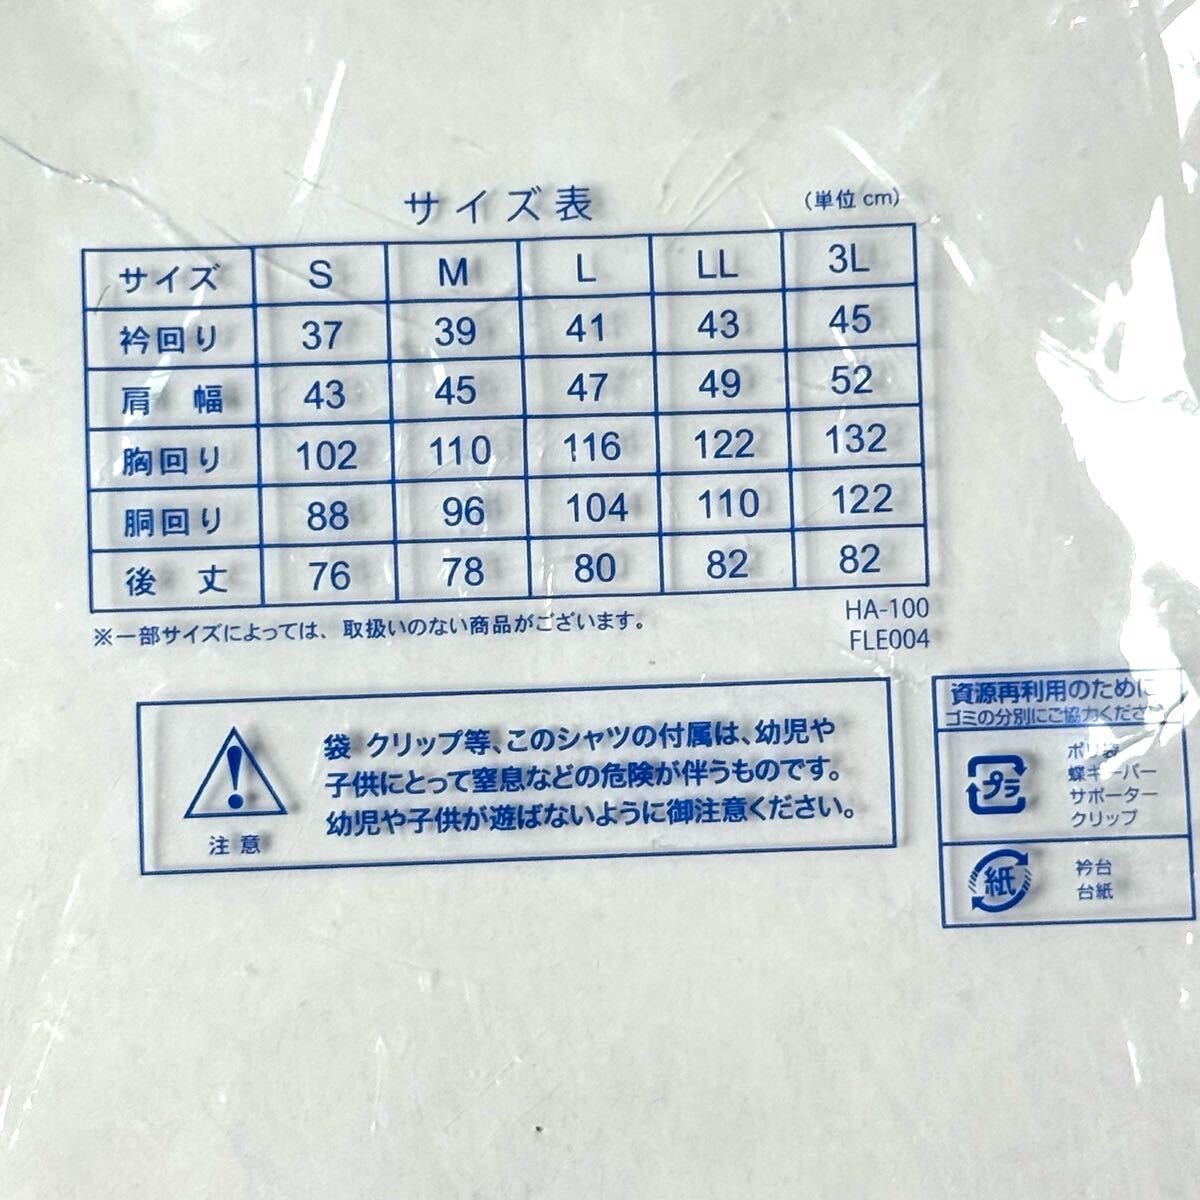 サイズ表 (単位 cm)
サイズ S M L LL 3L
衿回り 37 39 41 43 45
肩 幅 43 45 47 49 52
胸回り 102 110 116 122 132
胴回り 88 96 104 110 122
後 丈 76 78 80 82 82
※一部サイズによっては、取扱いのない商品がございます。
HA-100
FLE004
注意
袋 クリップ等、このシャツの付属は、幼児や
子供にとって窒息などの危険が伴うものです。
幼児や子供が遊ばないように御注意ください。
資源再利用のために
ゴミの分別にご協力ください
プラ
ポリ袋
蝶キーパー
サポーター
クリップ
紙
衿台
台紙